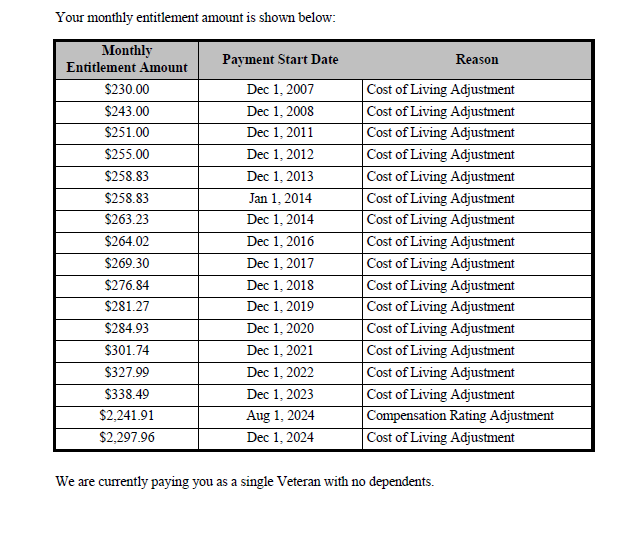 Your monthly entitlement amount is shown below:
Monthly Entitlement Amount Payment Start Date Reason
$230.00 Dec 1, 2007 Cost of Living Adjustment
$243.00 Dec 1, 2008 Cost of Living Adjustment
$251.00 Dec 1, 2011 Cost of Living Adjustment
$255.00 Dec 1, 2012 Cost of Living Adjustment
$258.83 Dec 1, 2013 Cost of Living Adjustment
$258.83 Jan 1, 2014 Cost of Living Adjustment
$263.23 Dec 1, 2014 Cost of Living Adjustment
$264.02 Dec 1, 2016 Cost of Living Adjustment
$269.30 Dec 1, 2017 Cost of Living Adjustment
$276.84 Dec 1, 2018 Cost of Living Adjustment
$281.27 Dec 1, 2019 Cost of Living Adjustment
$284.93 Dec 1, 2020 Cost of Living Adjustment
$301.74 Dec 1, 2021 Cost of Living Adjustment
$327.99 Dec 1, 2022 Cost of Living Adjustment
$338.49 Dec 1, 2023 Cost of Living Adjustment
$2,241.91 Aug 1, 2024 Compensation Rating Adjustment
$2,297.96 Dec 1, 2024 Cost of Living Adjustment
We are currently paying you as a single Veteran with no dependents.